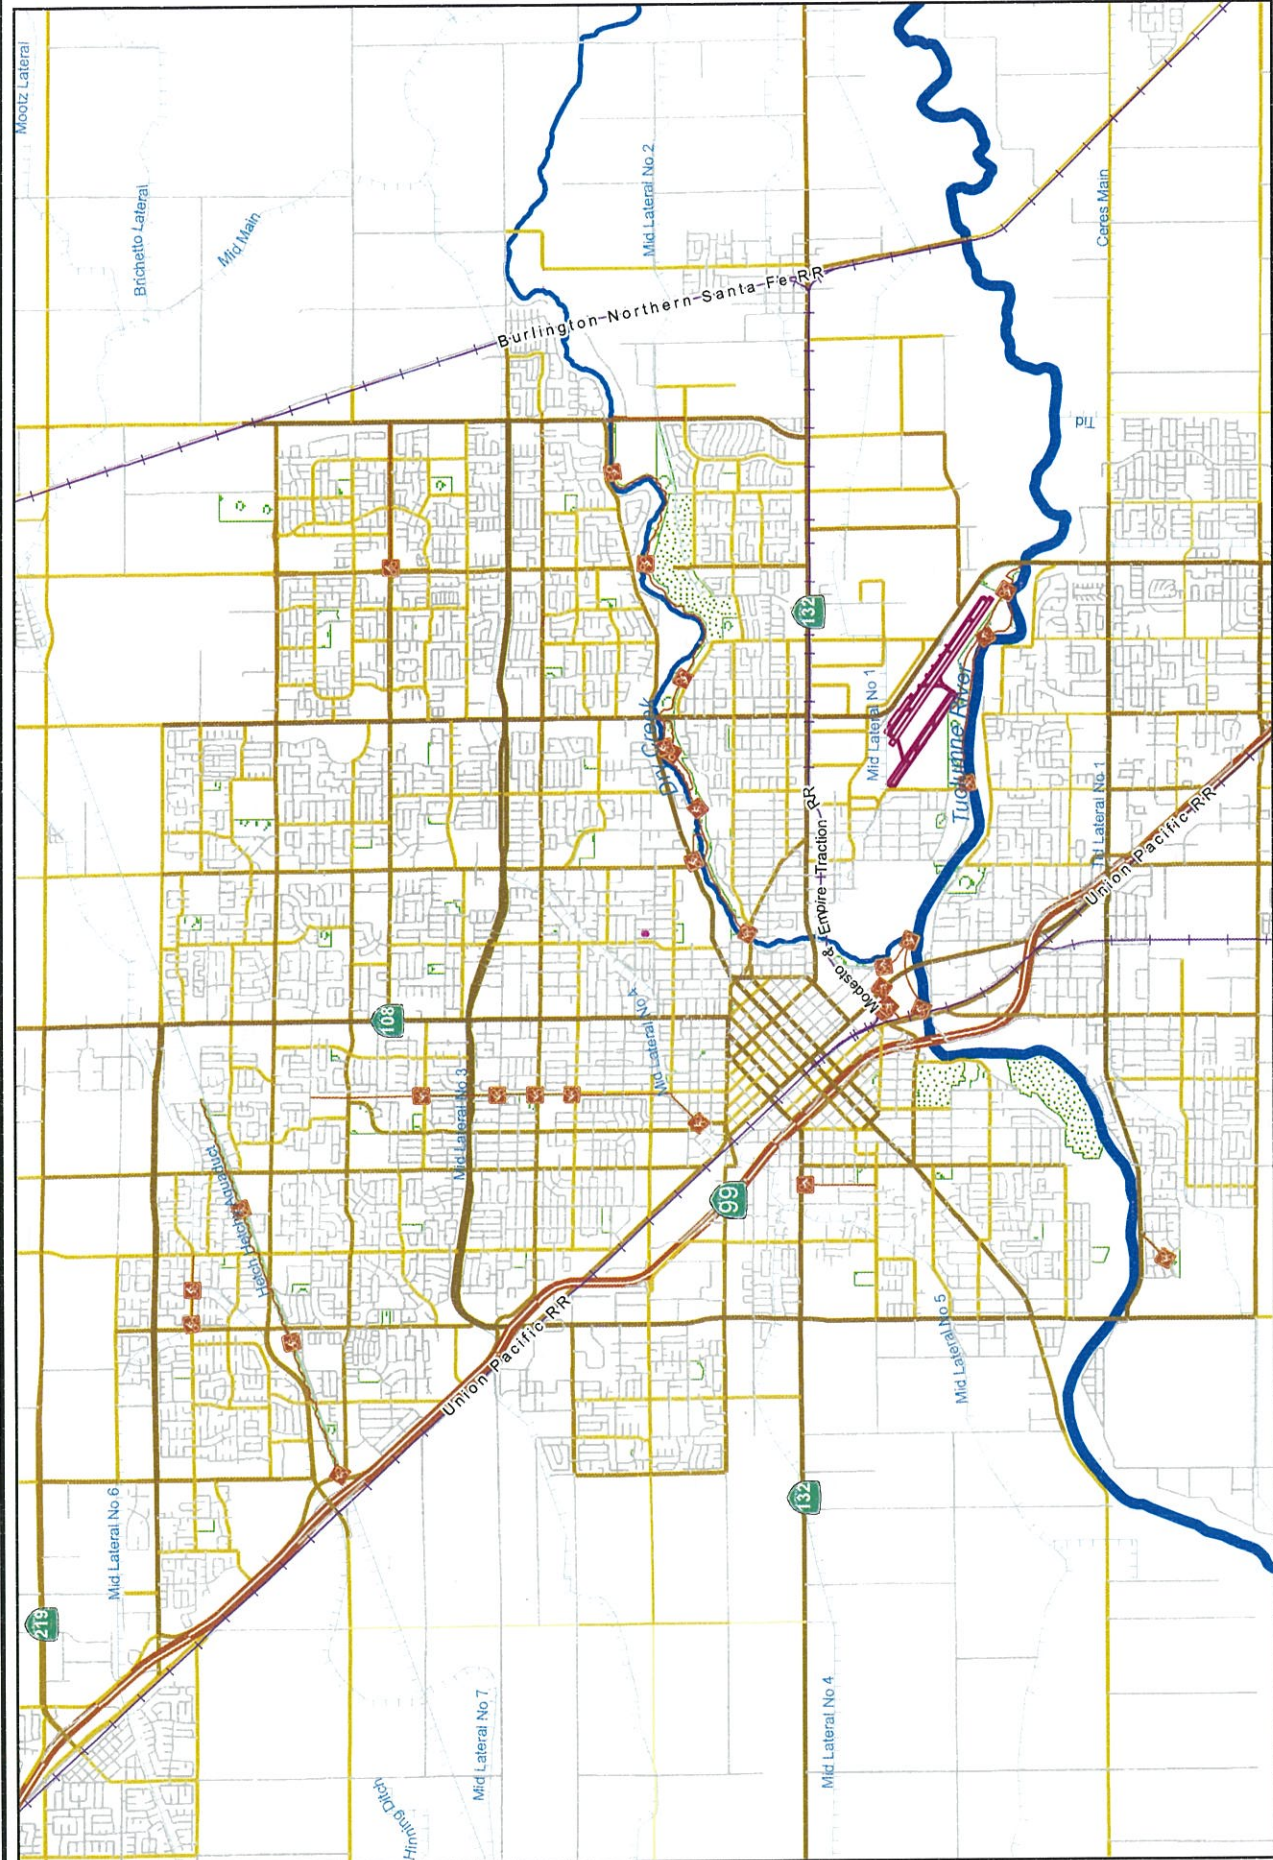 Mootz Lateral
Brichetto Lateral
Mid Main
Mid Lateral No 2
Burlington Northern Santa Fe RR
Ceres Main
Tid
132
Mid Lateral No 1
Dry Creek
Tuolumne River
Tid Lateral No 1
Union Pacific RR
Modesto & Empire Traction RR
108
Mid Lateral No 4
Mid Lateral No 3
Hetch Hetchy Aquaduct
99
Union Pacific RR
Mid Lateral No 5
132
Mid Lateral No 6
219
Mid Lateral No 7
Mid Lateral No 4